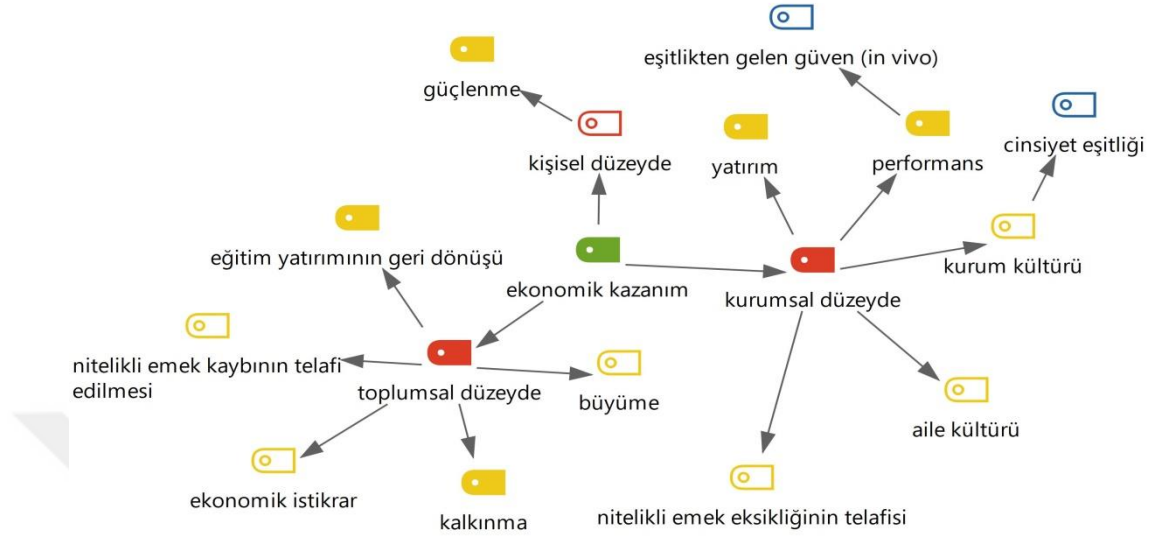 eşitlikten gelen güven (in vivo)
güçlenme
cinsiyet eşitliği
kişisel düzeyde
yatırım
performans
eğitim yatırımının geri dönüşü
kurum kültürü
ekonomik kazanım
kurumsal düzeyde
nitelikli emek kaybının telafi
edilmesi
toplumsal düzeyde
büyüme
aile kültürü
ekonomik istikrar
kalkınma
nitelikli emek eksikliğinin telafisi